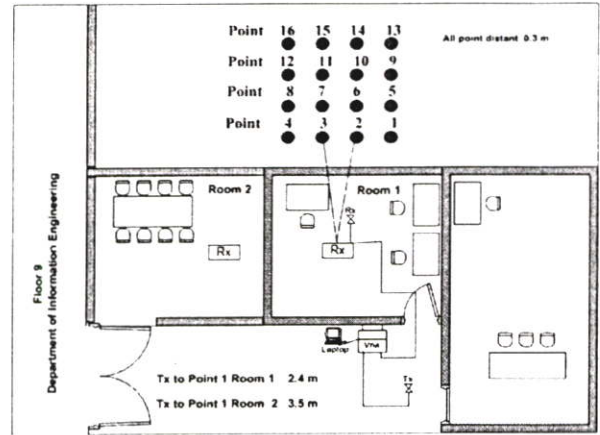 Point 16 15 14 13
All point distant 0.3 m
Point 12 11 10 9
Point 8 7 6 5
Point 4 3 2 1
Room 2
Room 1
Rx
Rx
Floor 9
Department of Information Engineering
Laptop
VNA
Tx
Tx to Point 1 Room 1 2.4 m
Tx to Point 1 Room 2 3.5 m